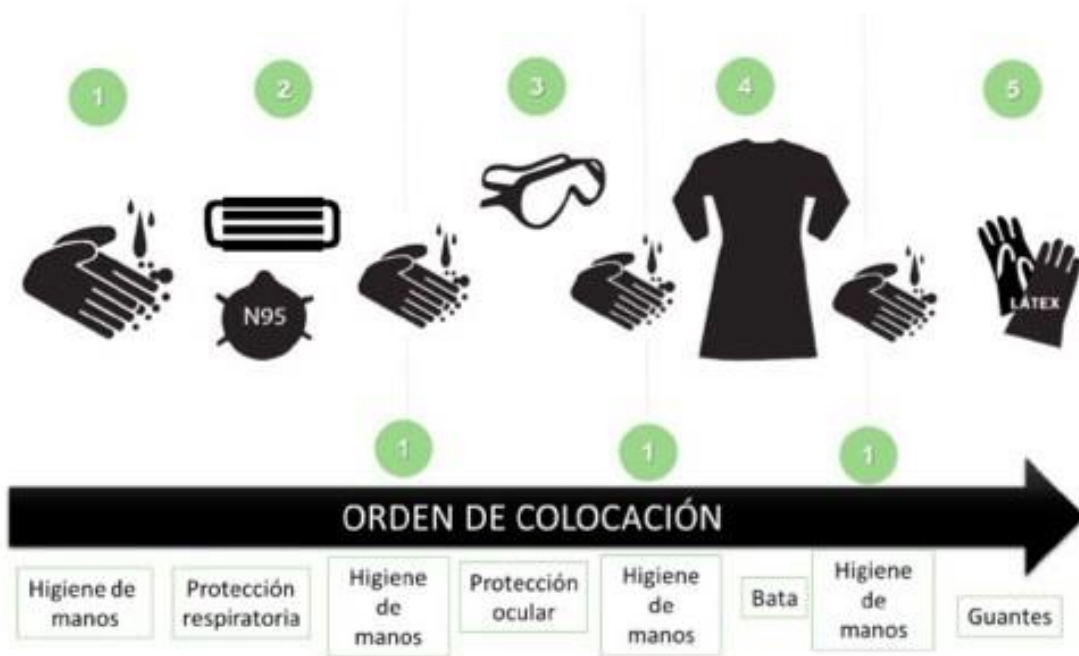 1
2
3
4
5
N95
LÁTEX
1
1
1
ORDEN DE COLOCACIÓN
Higiene de
manos
Protección
respiratoria
Higiene
de
manos
Protección
ocular
Higiene
de
manos
Bata
Higiene
de
manos
Guantes